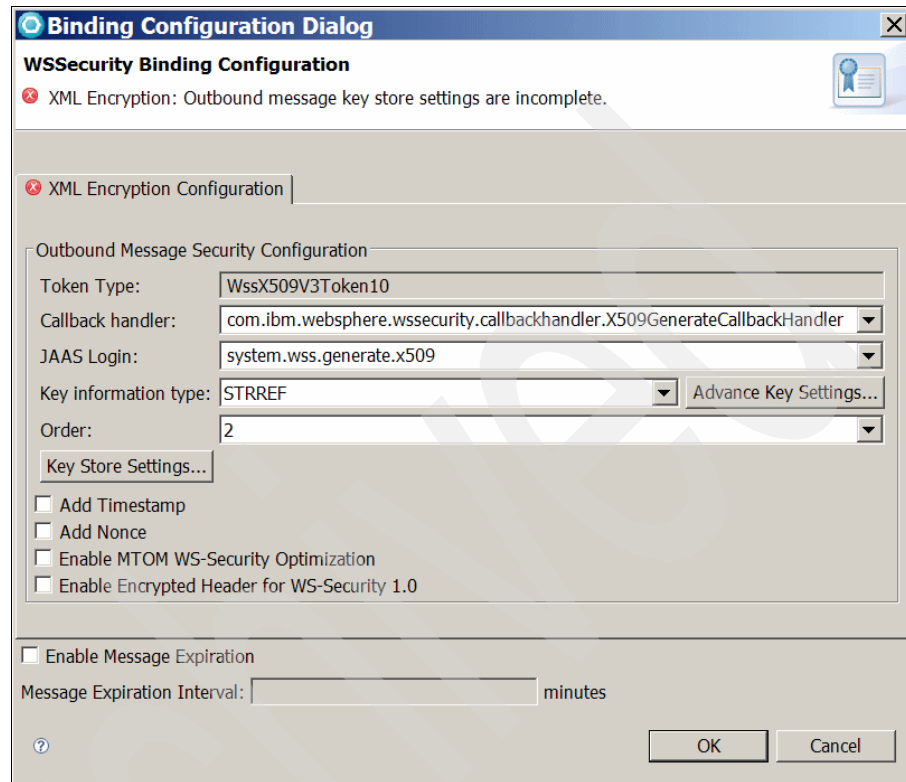 Binding Configuration Dialog
WSSecurity Binding Configuration
XML Encryption: Outbound message key store settings are incomplete.
XML Encryption Configuration
Outbound Message Security Configuration
Token Type: WssX509V3Token10
Callback handler: com.ibm.websphere.wssecurity.callbackhandler.X509GenerateCallbackHandler
JAAS Login: system.wss.generate.x509
Key information type: STRREF Advance Key Settings...
Order: 2
Key Store Settings...
Add Timestamp
Add Nonce
Enable MTOM WS-Security Optimization
Enable Encrypted Header for WS-Security 1.0
Enable Message Expiration
Message Expiration Interval: minutes
? OK Cancel